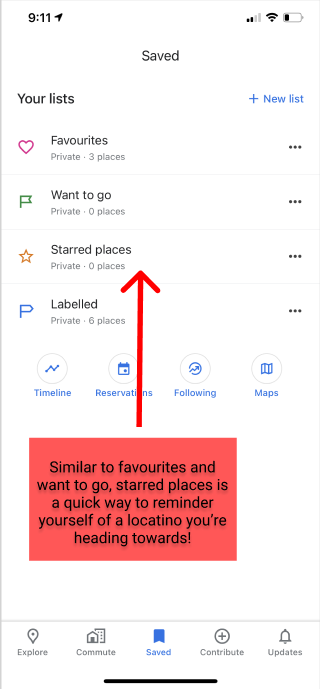 9:11
Saved
Your lists
+ New list
Favourites
Private · 3 places
Want to go
Private · 0 places
Starred places
Private · 0 places
Labelled
Private · 6 places
Timeline Reservations Following Maps
Similar to favourites and
want to go, starred places is
a quick way to reminder
yourself of a locatino you're
heading towards!
Explore Commute Saved Contribute Updates